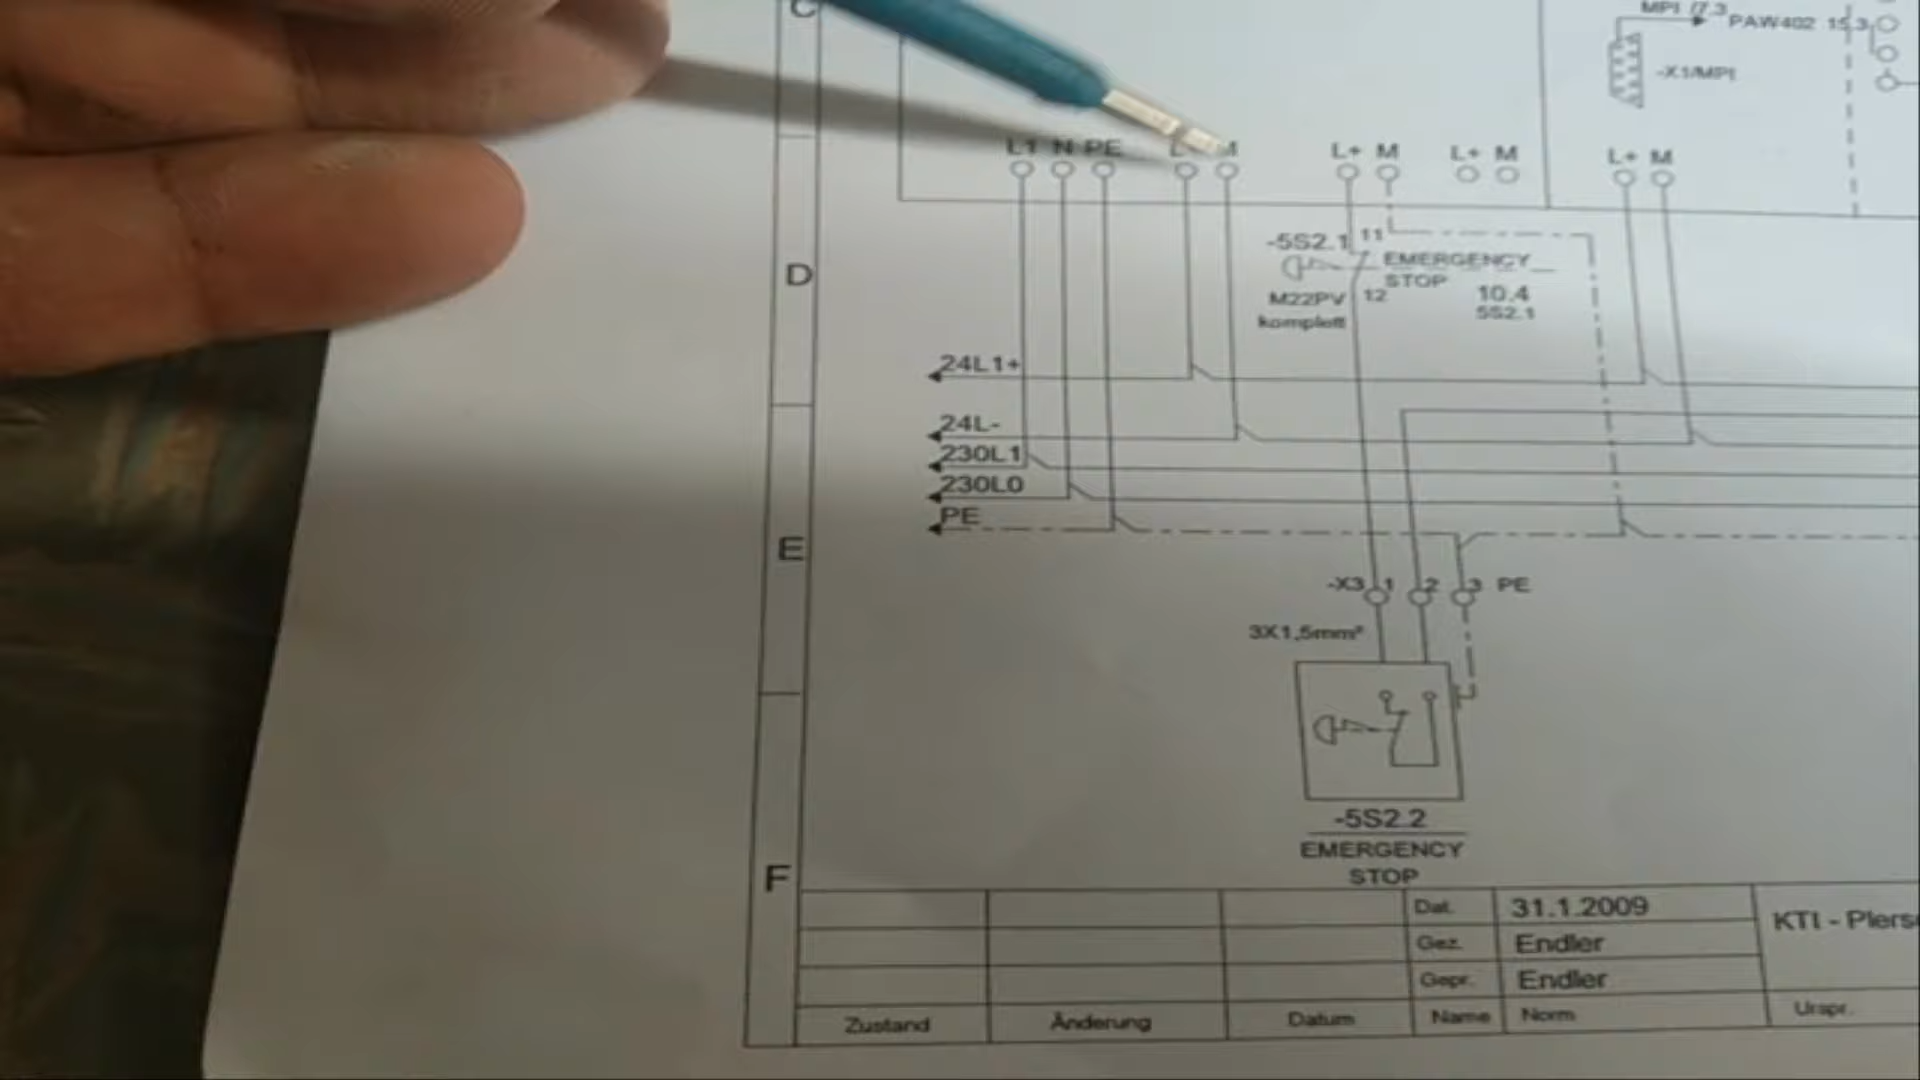 C
MPI /7.3
PAW402 15.3
-X1/MPI
L1 N PE
L+ M
L+ M
L+ M
-5S2.1
11
EMERGENCY
STOP
M22PV
komplett
12
10.4
5S2.1
D
24L1+
24L-
230L1
230L0
PE
E
-X3 1 2 3 PE
3X1,5mm²
-5S2.2
EMERGENCY
STOP
F
Dat. 31.1.2009
KTI -
Gez. Endler
Gepr. Endler
Zustand Änderung Datum Name Norm Urspr.